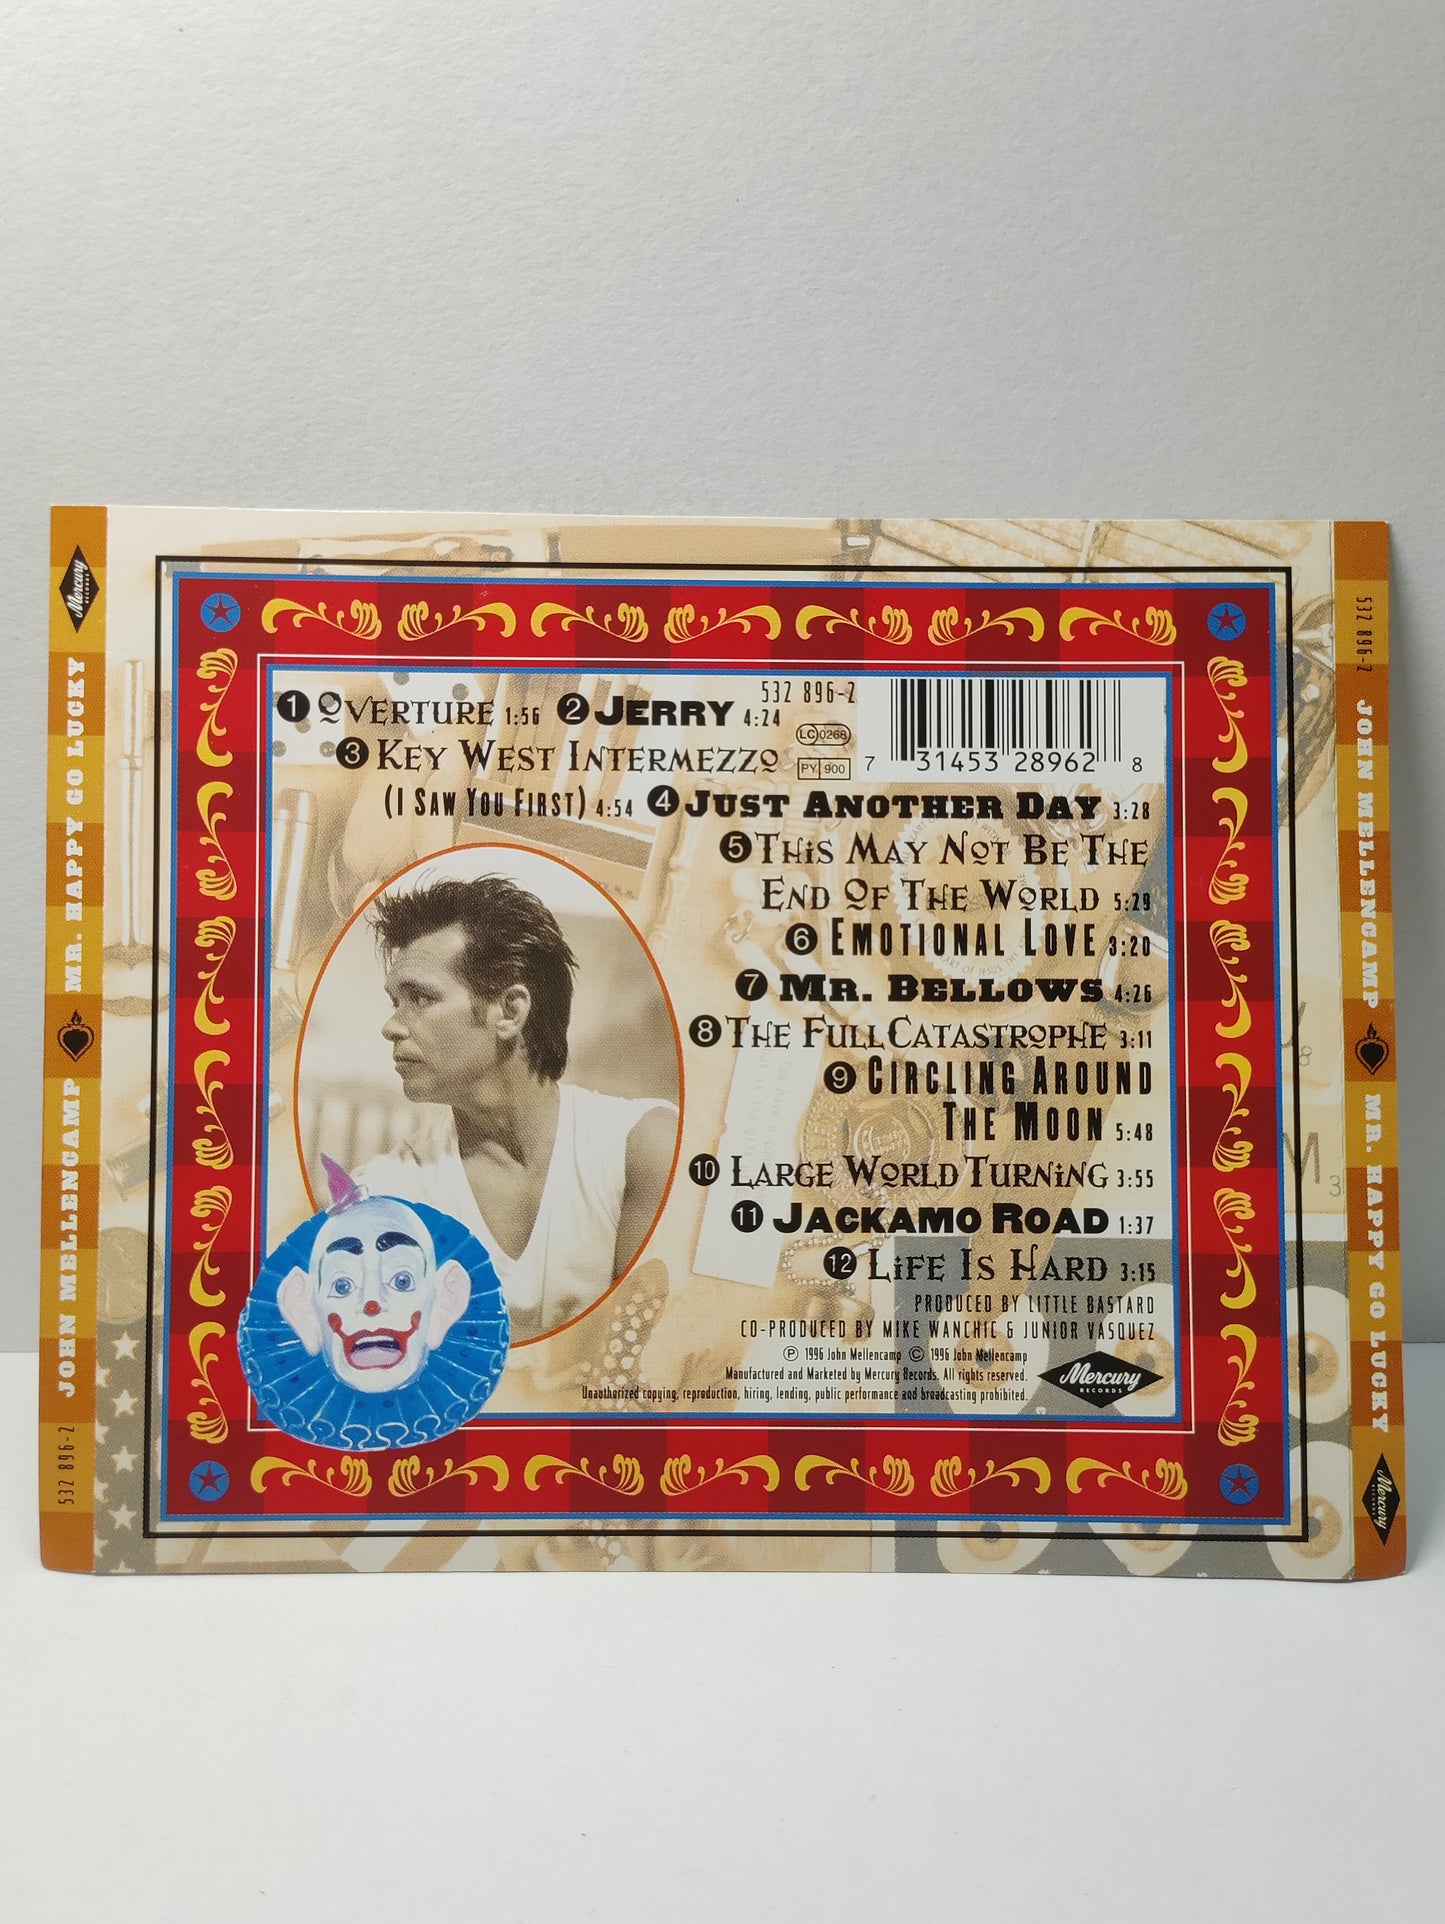 Mercury
RECORDS
JOHN MELLENCAMP MR. HAPPY GO LUCKY
532 896-2
1 OVERTURE 1:56 2 JERRY 4:24
532 896-2
LC 0268
PY 900
7 31453 28962 8
3 KEY WEST INTERMEZZO
(I SAW YOU FIRST) 4:54 4 JUST ANOTHER DAY 3:28
5 THiS MAY NOT BE THE
END OF THE WORLD 5:29
6 EMOTIONAL LOVE 3:20
7 MR. BELLOWS 4:26
8 THE FULL CATASTROPHE 3:11
9 CIRCLING AROUND
THE MOON 5:48
10 LARGE WORLD TURNiNG 3:55
11 JACKAMO ROAD 1:37
12 LiFE IS HARD 3:15
PRODUCED BY LITTLE BASTARD
CO-PRODUCED BY MIKE WANCHIC & JUNIOR VASQUEZ
Ⓟ 1996 John Mellencamp © 1996 John Mellencamp
Manufactured and Marketed by Mercury Records. All rights reserved.
Unauthorized copying, reproduction, hiring, lending, public performance and broadcasting prohibited.
Mercury
RECORDS
532 896-2
JOHN MELLENCAMP MR. HAPPY GO LUCKY
Mercury
RECORDS